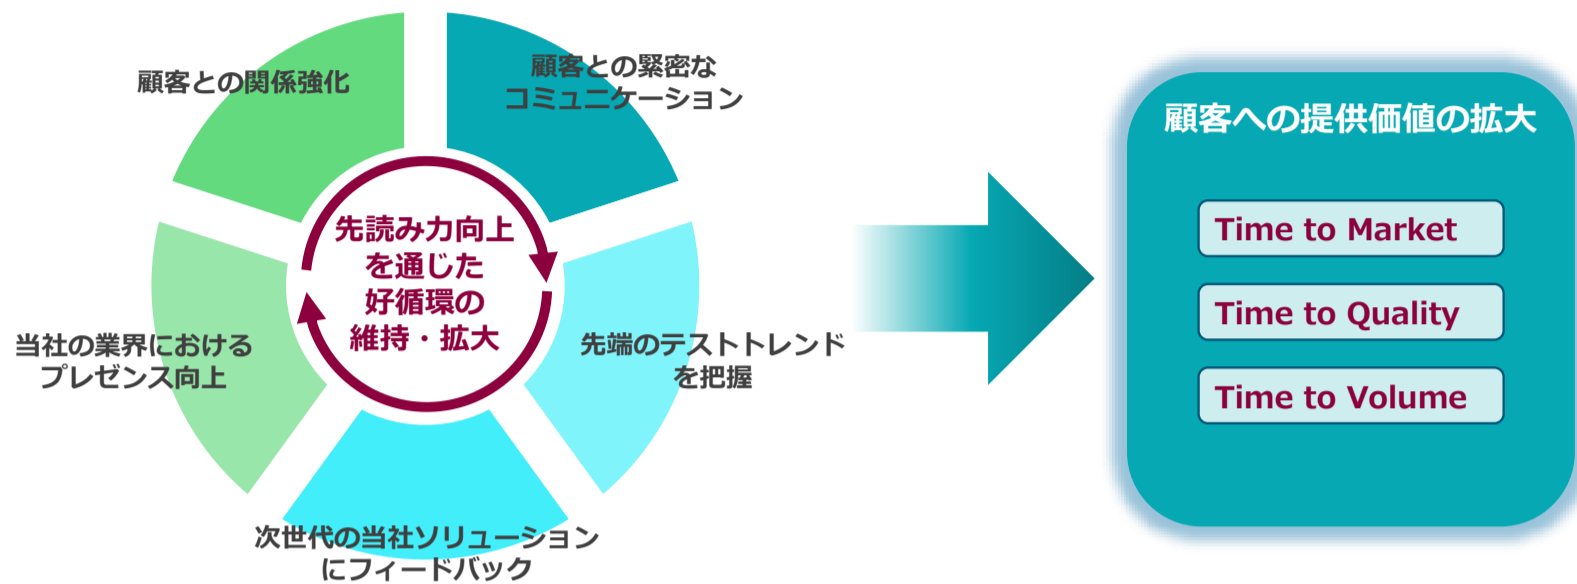 顧客との関係強化
顧客との緊密な
コミュニケーション
先端のテストトレンド
を把握
次世代の当社ソリューション
にフィードバック
当社の業界における
プレゼンス向上
先読み力向上
を通じた
好循環の
維持・拡大
顧客への提供価値の拡大
Time to Market
Time to Quality
Time to Volume